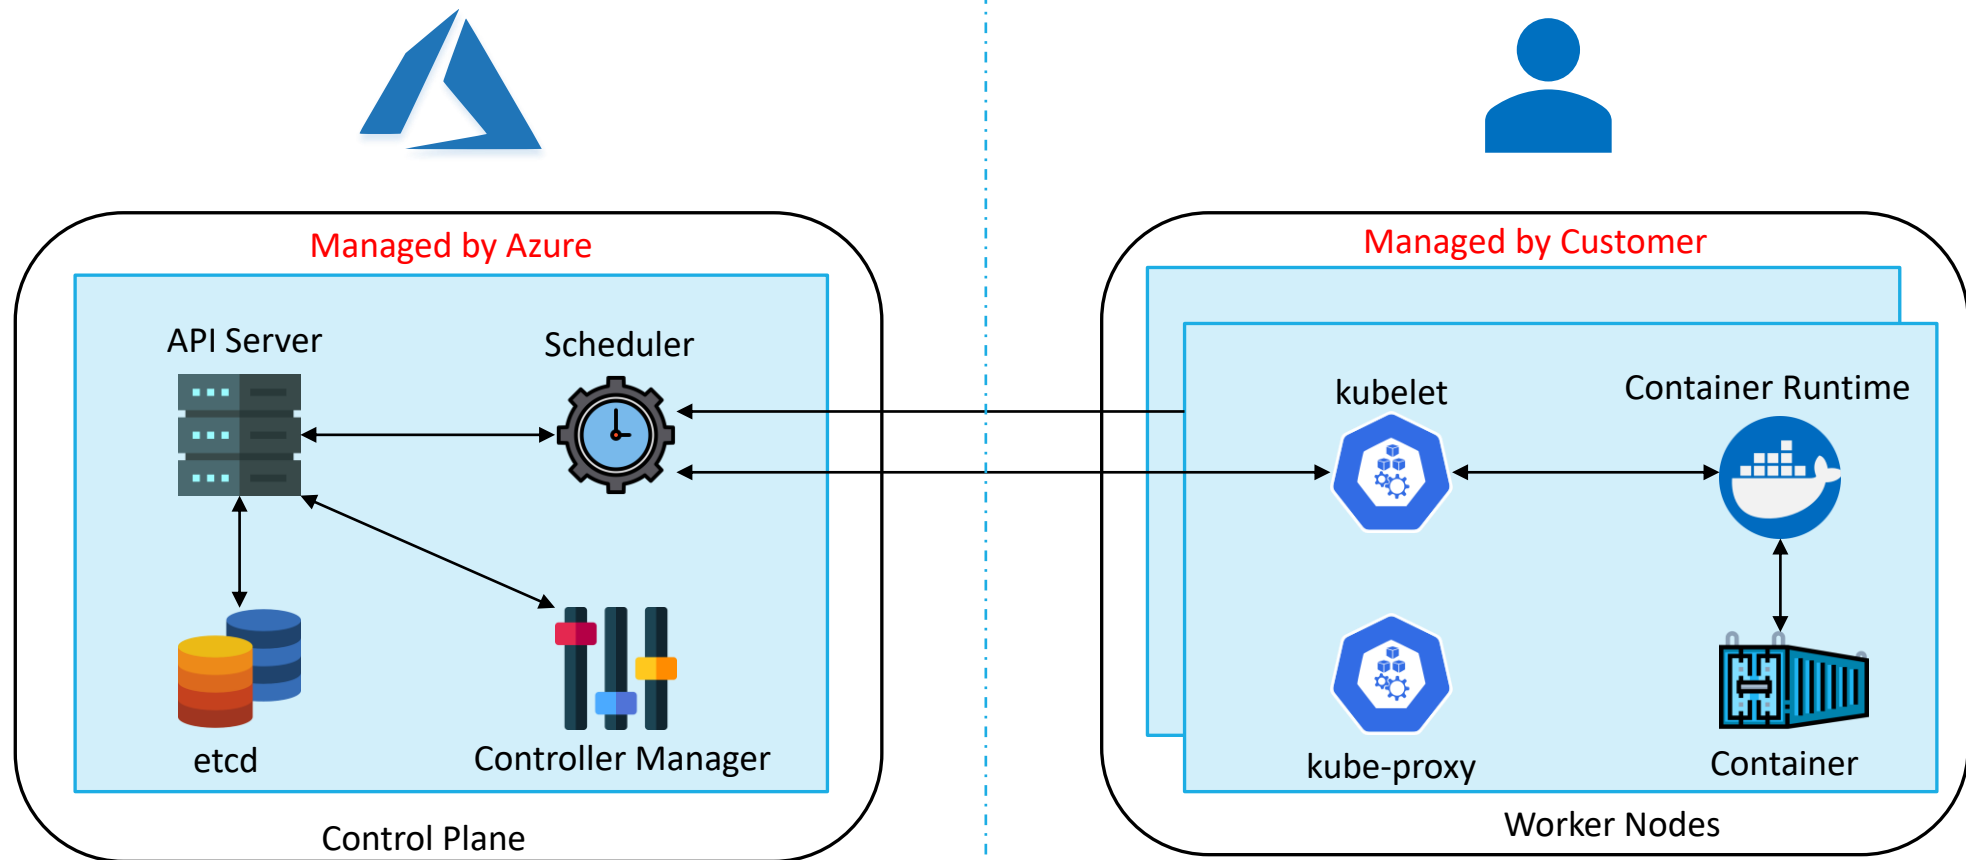 Managed by Azure
API Server
Scheduler
etcd
Controller Manager
Control Plane
Managed by Customer
kubelet
Container Runtime
kube-proxy
Container
Worker Nodes